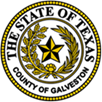 THE STATE OF TEXAS
COUNTY OF GALVESTON